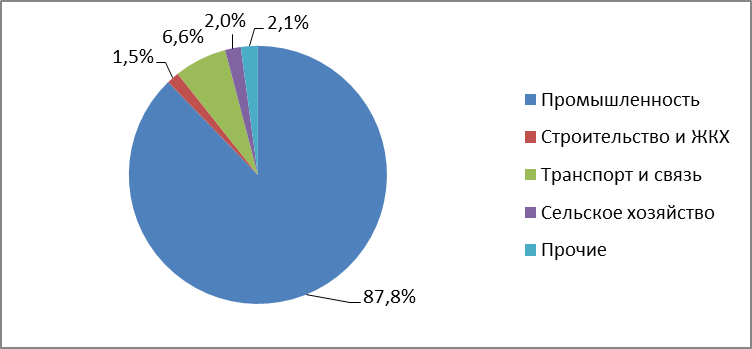 2,0%
2,1%
6,6%
1,5%
87,8%
Промышленность
Строительство и ЖКХ
Транспорт и связь
Сельское хозяйство
Прочие